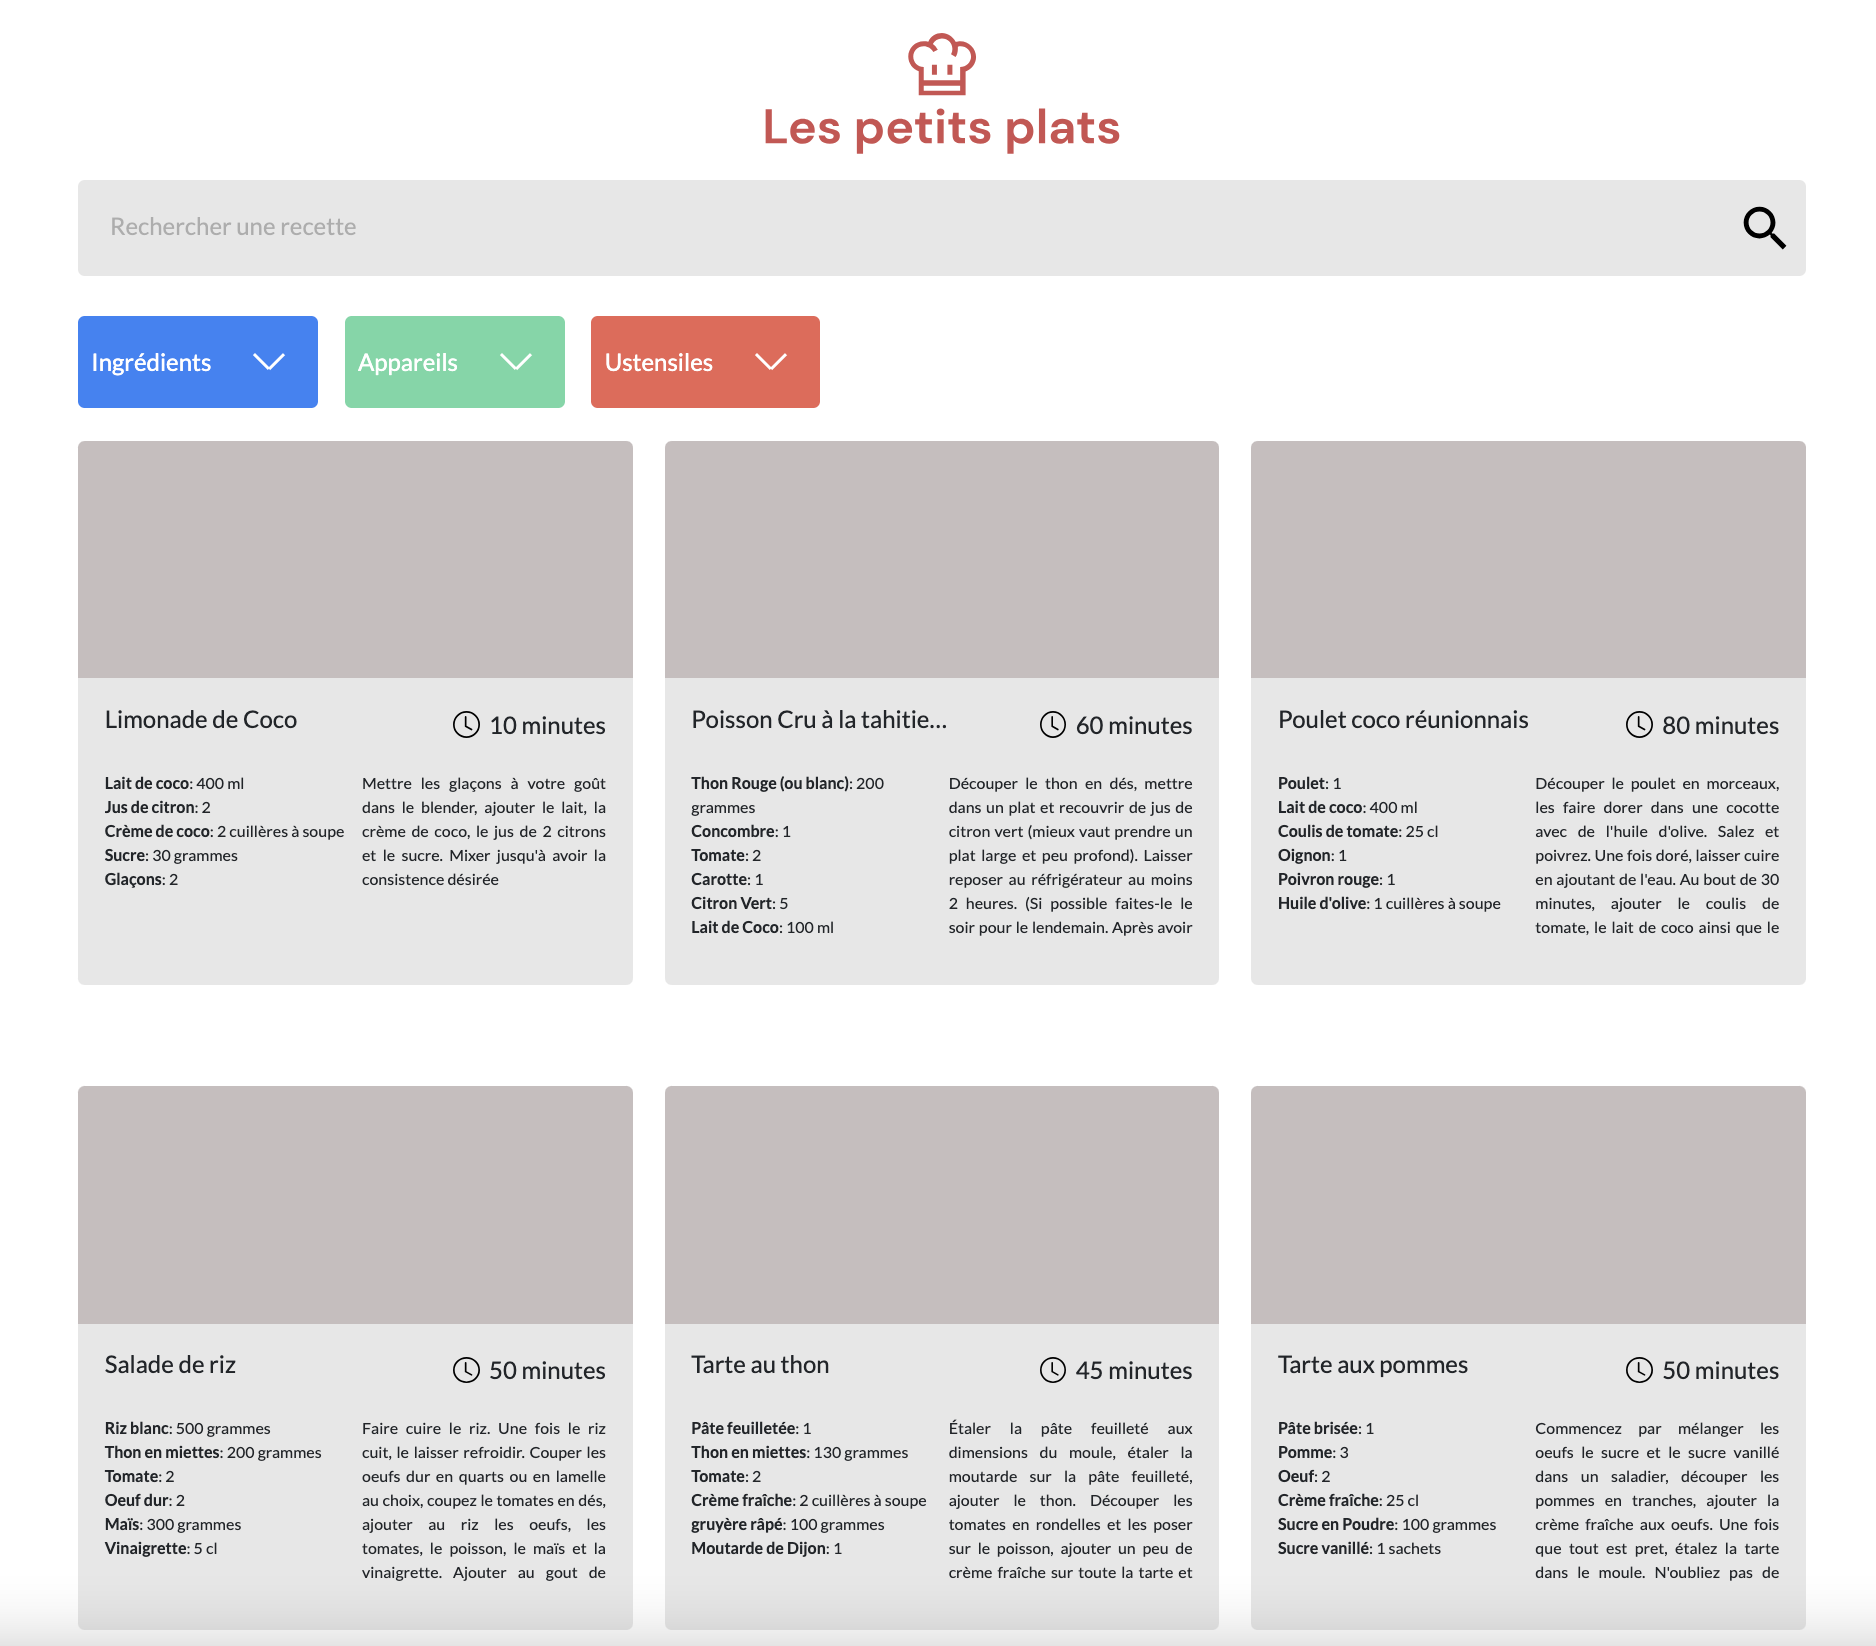 Les petits plats
Rechercher une recette
Ingrédients
Appareils
Ustensiles
Limonade de Coco
10 minutes
Lait de coco: 400 ml
Jus de citron: 2
Crème de coco: 2 cuillères à soupe
Sucre: 30 grammes
Glaçons: 2
Mettre les glaçons à votre goût
dans le blender, ajouter le lait, la
crème de coco, le jus de 2 citrons
et le sucre. Mixer jusqu'à avoir la
consistence désirée
Poisson Cru à la tahitie...
60 minutes
Thon Rouge (ou blanc): 200
grammes
Concombre: 1
Tomate: 2
Carotte: 1
Citron Vert: 5
Lait de Coco: 100 ml
Découper le thon en dés, mettre
dans un plat et recouvrir de jus de
citron vert (mieux vaut prendre un
plat large et peu profond). Laisser
reposer au réfrigérateur au moins
2 heures. (Si possible faites-le le
soir pour le lendemain. Après avoir
Poulet coco réunionnais
80 minutes
Poulet: 1
Lait de coco: 400 ml
Coulis de tomate: 25 cl
Oignon: 1
Poivron rouge: 1
Huile d'olive: 1 cuillères à soupe
Découper le poulet en morceaux,
les faire dorer dans une cocotte
avec de l'huile d'olive. Salez et
poivrez. Une fois doré, laisser cuire
en ajoutant de l'eau. Au bout de 30
minutes, ajouter le coulis de
tomate, le lait de coco ainsi que le
Salade de riz
50 minutes
Riz blanc: 500 grammes
Thon en miettes: 200 grammes
Tomate: 2
Oeuf dur: 2
Maïs: 300 grammes
Vinaigrette: 5 cl
Faire cuire le riz. Une fois le riz
cuit, le laisser refroidir. Couper les
oeufs dur en quarts ou en lamelle
au choix, coupez le tomates en dés,
ajouter au riz les oeufs, les
tomates, le poisson, le maïs et la
vinaigrette. Ajouter au gout de
Tarte au thon
45 minutes
Pâte feuilletée: 1
Thon en miettes: 130 grammes
Tomate: 2
Crème fraîche: 2 cuillères à soupe
gruyère râpé: 100 grammes
Moutarde de Dijon: 1
Étaler la pâte feuilleté aux
dimensions du moule, étaler la
moutarde sur la pâte feuilleté,
ajouter le thon. Découper les
tomates en rondelles et les poser
sur le poisson, ajouter un peu de
crème fraîche sur toute la tarte et
Tarte aux pommes
50 minutes
Pâte brisée: 1
Pomme: 3
Oeuf: 2
Crème fraîche: 25 cl
Sucre en Poudre: 100 grammes
Sucre vanillé: 1 sachets
Commencez par mélanger les
oeufs le sucre et le sucre vanillé
dans un saladier, découper les
pommes en tranches, ajouter la
crème fraîche aux oeufs. Une fois
que tout est pret, étalez la tarte
dans le moule. N'oubliez pas de